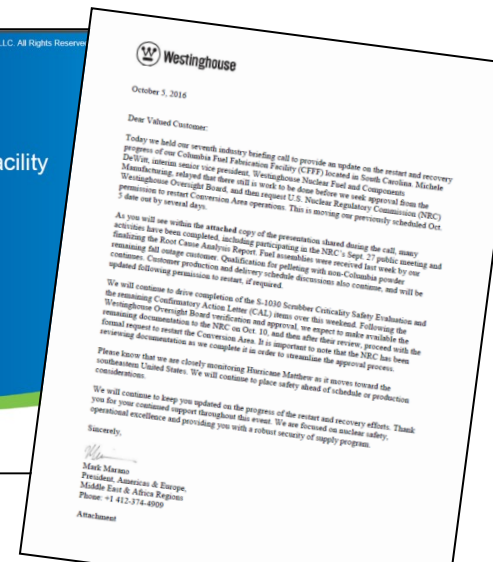 LLC. All Rights Reserve
acility
Westinghouse
October 5, 2016
Dear Valued Customer:
Today we held our seventh industry briefing call to provide an update on the restart and recovery
progress of our Columbia Fuel Fabrication Facility (CFFF) located in South Carolina. Michele
DeWitt, interim senior vice president, Westinghouse Nuclear Fuel and Components
Manufacturing, relayed that there still is work to be done before we seek approval from the
Westinghouse Oversight Board, and then request U.S. Nuclear Regulatory Commission (NRC)
permission to restart Conversion Area operations. This is moving our previously scheduled Oct.
5 date out by several days.
As you will see within the attached copy of the presentation shared during the call, many
activities have been completed, including participating in the NRC's Sept. 27 public meeting and
finalizing the Root Cause Analysis Report. Fuel assemblies were received last week by our
remaining fall outage customer. Qualification for pelleting with non-Columbia powder
continues. Customer production and delivery schedule discussions also continue, and will be
updated following permission to restart, if required.
We will continue to drive completion of the S-1030 Scrubber Criticality Safety Evaluation and
the remaining Confirmatory Action Letter (CAL) items over this weekend. Following the
Westinghouse Oversight Board verification and approval, we expect to make available the
remaining documentation to the NRC on Oct. 10, and then after their review, proceed with the
formal request to restart the Conversion Area. It is important to note that the NRC has been
reviewing documentation as we complete it in order to streamline the approval process.
Please know that we are closely monitoring Hurricane Matthew as it moves toward the
southeastern United States. We will continue to place safety ahead of schedule or production
considerations.
We will continue to keep you updated on the progress of the restart and recovery efforts. Thank
you for your continued support throughout this event. We are focused on nuclear safety,
operational excellence and providing you with a robust security of supply program.
Sincerely,
Mark Marano
President, Americas & Europe,
Middle East & Africa Regions
Phone: +1 412-374-4909
Attachment